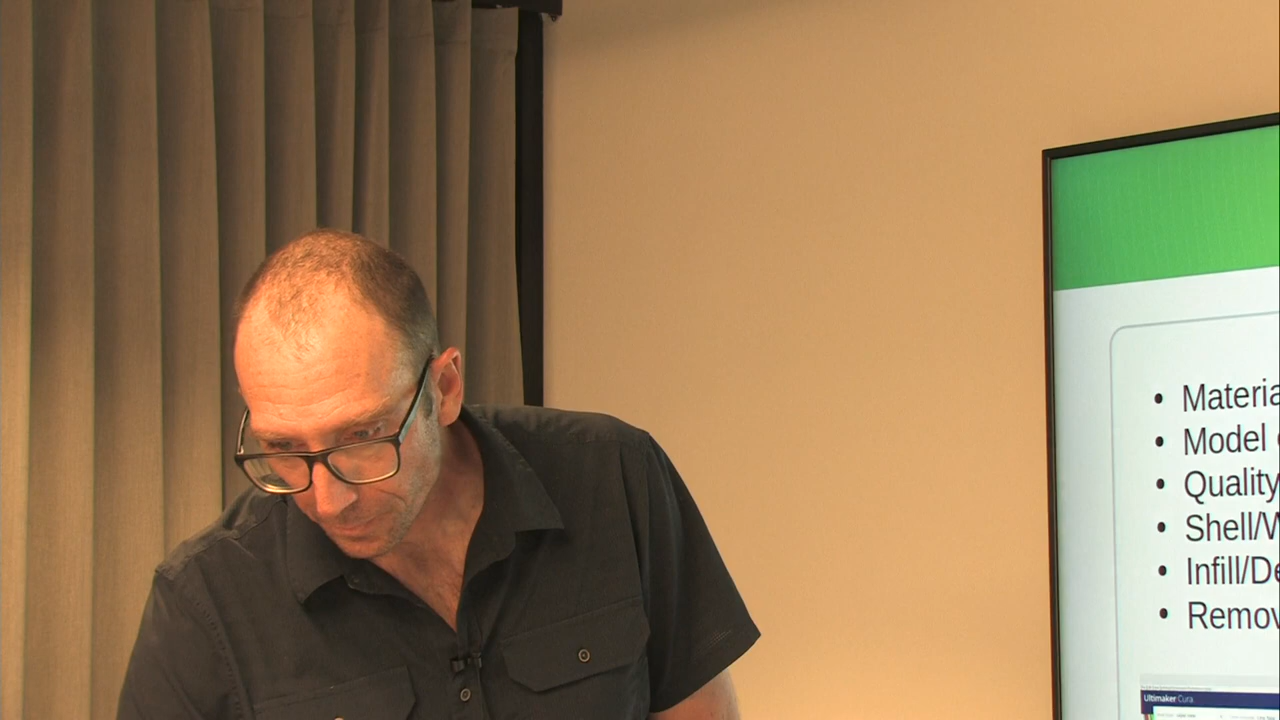 • Materia
• Model
• Quality
• Shell/W
• Infill/De
• Remov
Ultimaker Cura